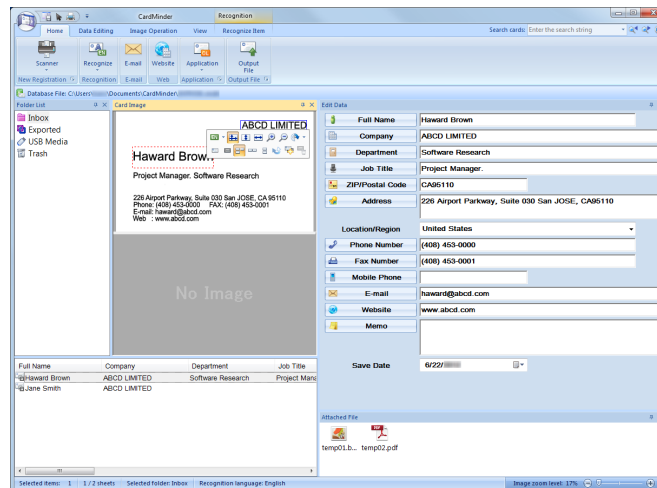 CardMinder
Recognition
Home Data Editing Image Operation View Recognize Item
Search cards: Enter the search string
Scanner Recognize E-mail Website Application Output File
New Registration Recognition E-mail Web Application Output File
Database File: C:\Users\ \Documents\CardMinder\
Folder List
Card Image
Edit Data
Inbox
Exported
USB Media
Trash
ABCD LIMITED
Haward Brown
Project Manager. Software Research
226 Airport Parkway, Suite 030 San JOSE, CA95110
Phone: (408) 453-0000 FAX: (408) 453-0001
E-mail: haward@abcd.com
Web : www.abcd.com
No Image
Full Name Haward Brown
Company ABCD LIMITED
Department Software Research
Job Title Project Manager.
ZIP/Postal Code CA95110
Address 226 Airport Parkway, Suite 030 San JOSE, CA95110
Location/Region United States
Phone Number (408) 453-0000
Fax Number (408) 453-0001
Mobile Phone
E-mail haward@abcd.com
Website www.abcd.com
Memo
Save Date 6/22/
Full Name Company Department Job Title
Haward Brown ABCD LIMITED Software Research Project Mana
Jane Smith ABCD LIMITED
Attached File
temp01.b... temp02.pdf
Selected items: 1 1 / 2 sheets Selected folder: Inbox Recognition language: English
Image zoom level: 17%